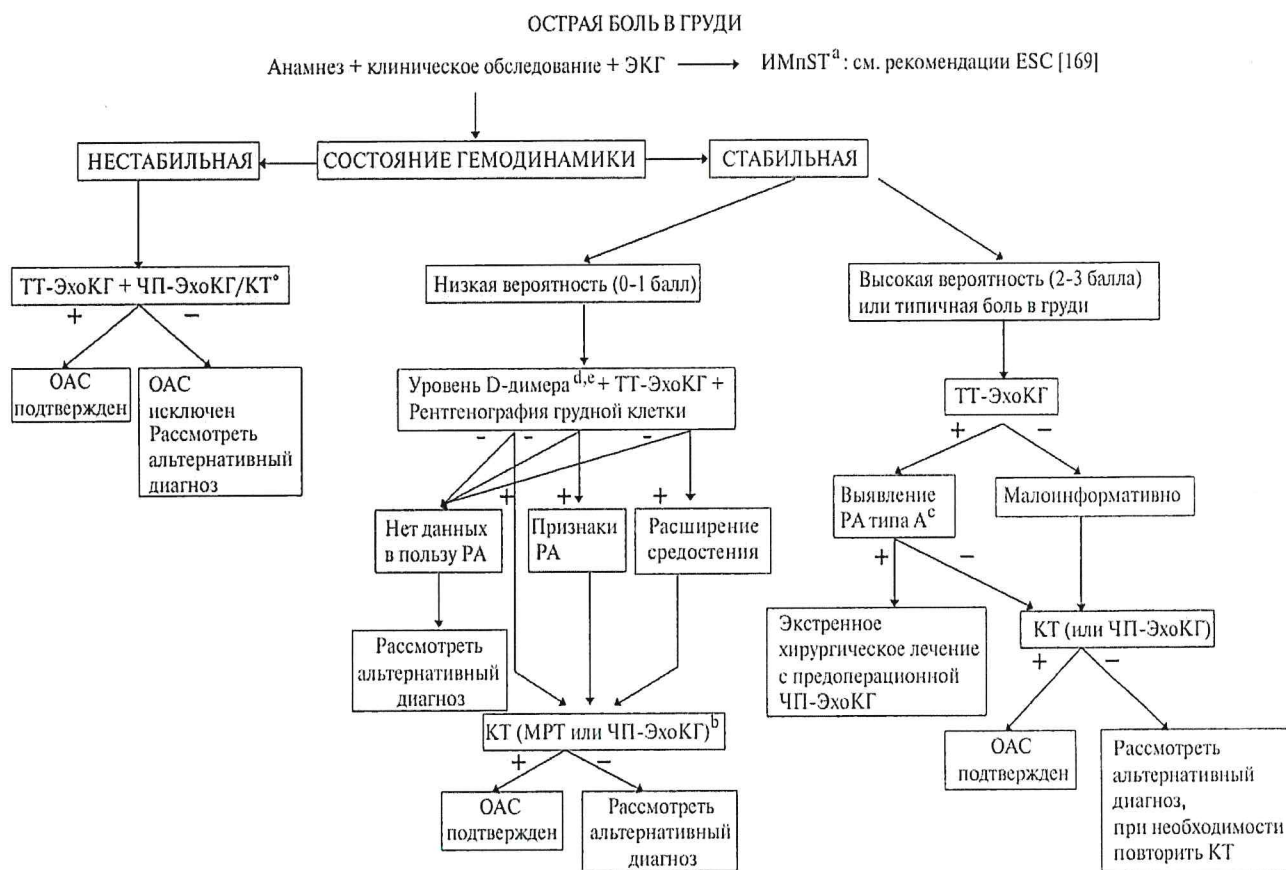 ОСТРАЯ БОЛЬ В ГРУДИ
Анамнез + клиническое обследование + ЭКГ
ИМпST^a: см. рекомендации ESC [169]
НЕСТАБИЛЬНАЯ
СОСТОЯНИЕ ГЕМОДИНАМИКИ
СТАБИЛЬНАЯ
ТТ-ЭхоКГ + ЧП-ЭхоКГ/КТ°
+ −
ОАС
подтвержден
ОАС
исключен
Рассмотреть
альтернативный
диагноз
Низкая вероятность (0-1 балл)
Уровень D-димера^d,e + ТТ-ЭхоКГ +
Рентгенография грудной клетки
- - -
+ + +
Нет данных
в пользу РА
Признаки
РА
Расширение
средостения
Рассмотреть
альтернативный
диагноз
КТ (МРТ или ЧП-ЭхоКГ)^b
+ −
ОАС
подтвержден
Рассмотреть
альтернативный
диагноз
Высокая вероятность (2-3 балла)
или типичная боль в груди
ТТ-ЭхоКГ
+ −
Выявление
РА типа А^c
Малоинформативно
+ −
Экстренное
хирургическое лечение
с предоперационной
ЧП-ЭхоКГ
КТ (или ЧП-ЭхоКГ)
+ −
ОАС
подтвержден
Рассмотреть
альтернативный
диагноз,
при необходимости
повторить КТ